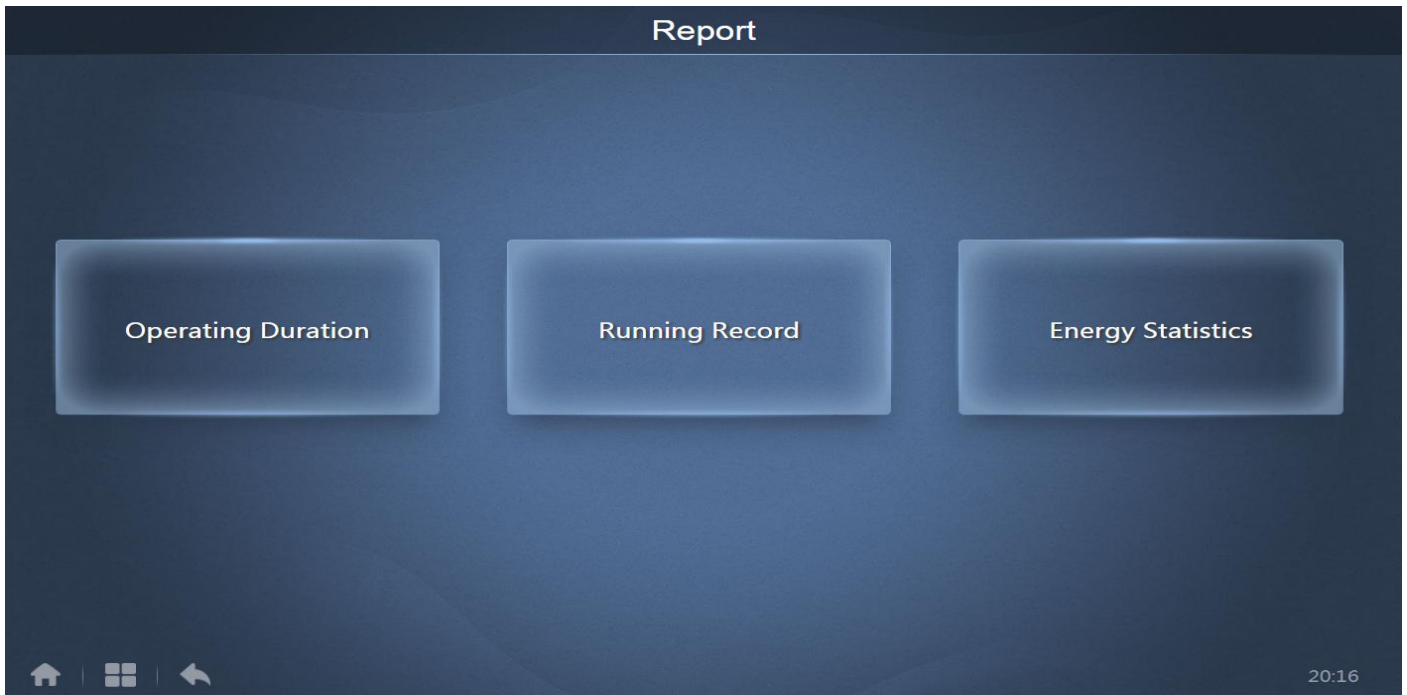 Report
Operating Duration
Running Record
Energy Statistics
20:16